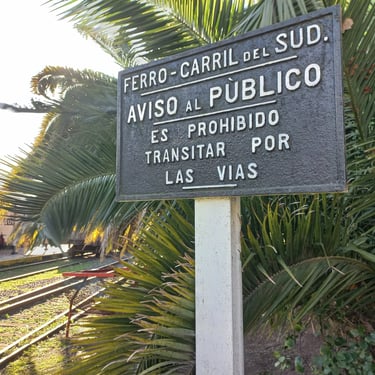 FERRO-CARRIL DEL SUD.
AVISO AL PÙBLICO
ES PROHIBIDO
TRANSITAR POR
LAS VIAS